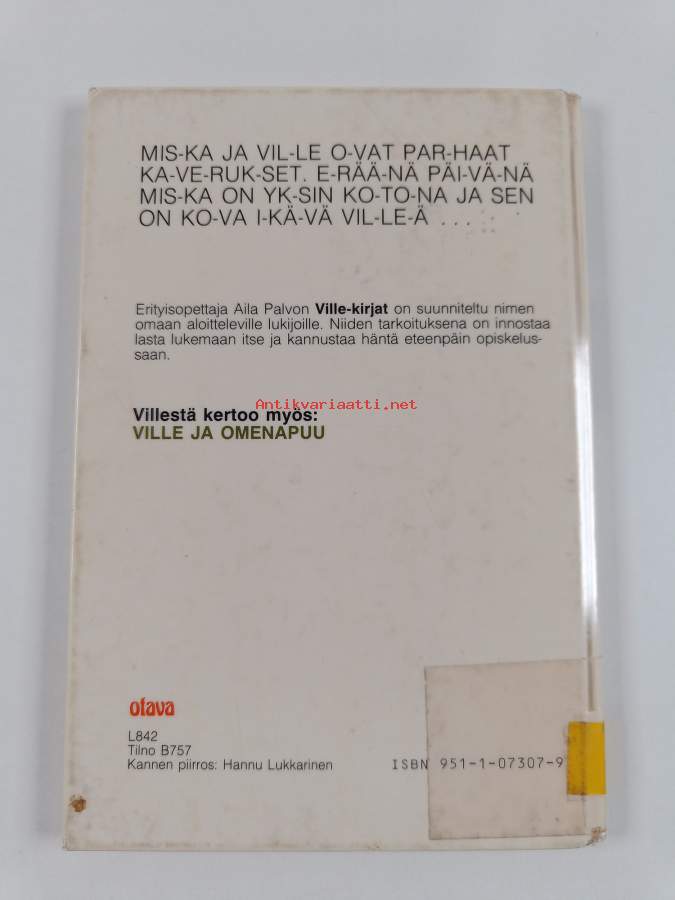 MIS-KA JA VIL-LE O-VAT PAR-HAAT
KA-VE-RUK-SET. E-RÄÄ-NÄ PÄI-VÄ-NÄ
MIS-KA ON YK-SIN KO-TO-NA JA SEN
ON KO-VA I-KÄ-VÄ VIL-LE-Ä ...
Erityisopettaja Aila Palvon Ville-kirjat on suunniteltu nimen
omaan aloitteleville lukijoille. Niiden tarkoituksena on innostaa
lasta lukemaan itse ja kannustaa häntä eteenpäin opiskelus-
saan.
Antikvariaatti.net
Villestä kertoo myös:
VILLE JA OMENAPUU
otava
L842
Tilno B757
Kannen piirros: Hannu Lukkarinen
ISBN 951-1-07307-9